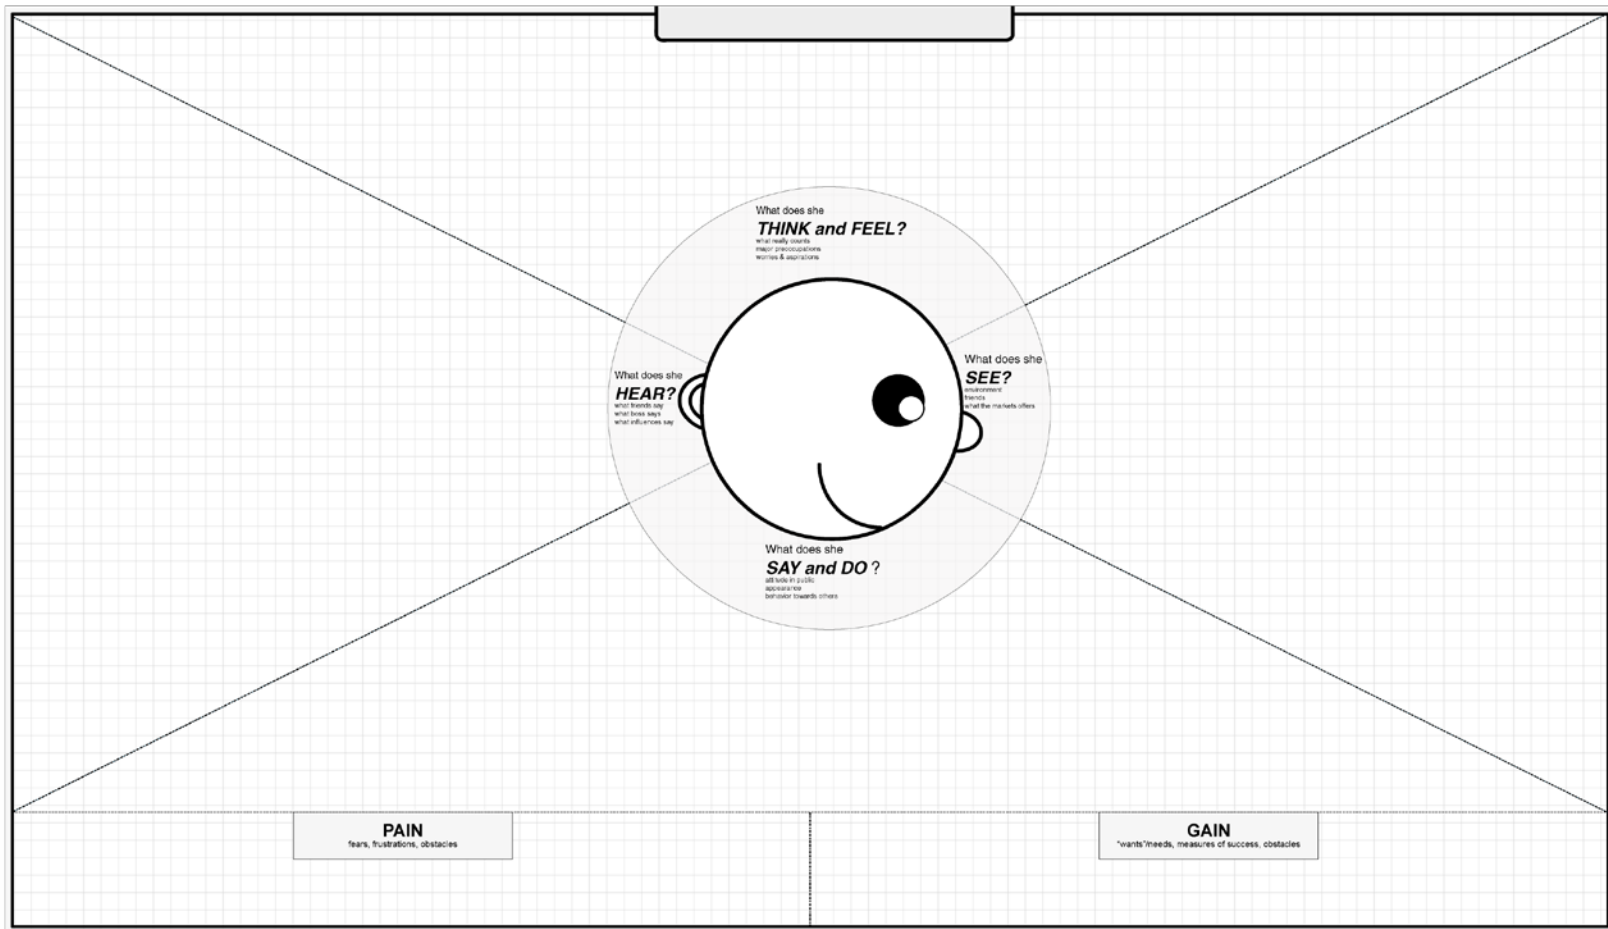 What does she
THINK and FEEL?
what really counts
major preoccupations
worries & aspirations
What does she
HEAR?
what friends say
what boss says
what influences say
What does she
SEE?
environment
friends
what the markets offers
What does she
SAY and DO ?
attitude in public
appearance
behavior towards others
PAIN
fears, frustrations, obstacles
GAIN
"wants"/needs, measures of success, obstacles